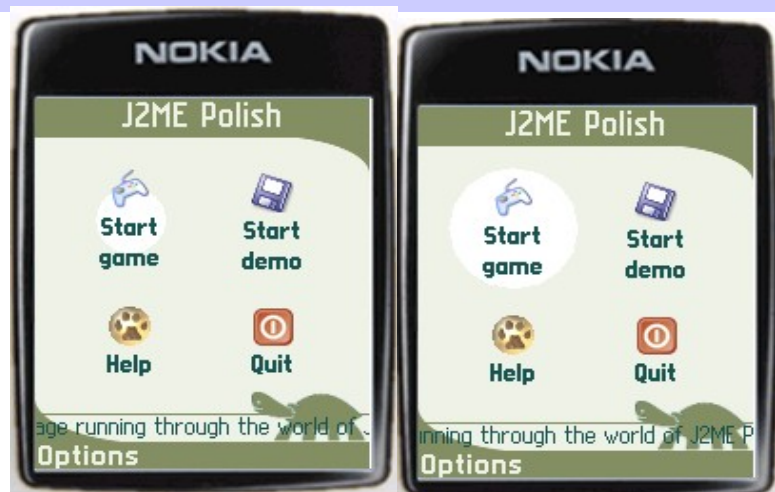 NOKIA
J2ME Polish
Start
game
Start
demo
Help
Quit
age running through the world of J
Options
NOKIA
J2ME Polish
Start
game
Start
demo
Help
Quit
nning through the world of J2ME P
Options